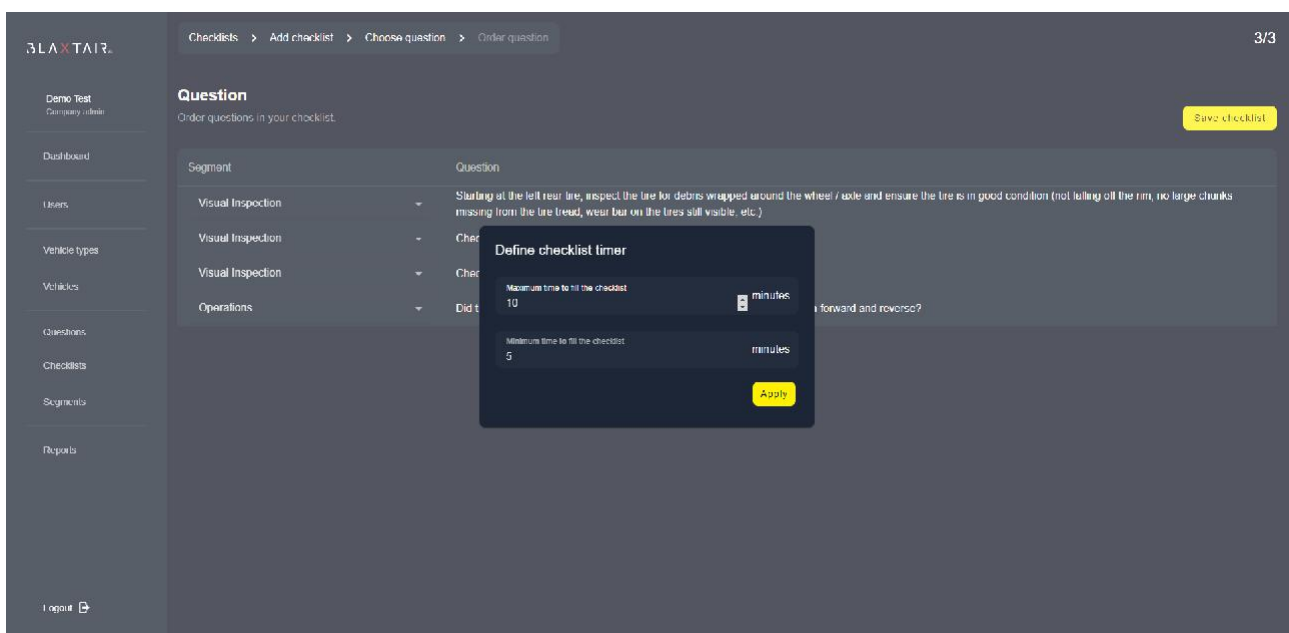 BLAXTAIR
Checklists > Add checklist > Choose question > Order question
3/3
Demo Test
Company admin
Question
Order questions in your checklist.
Save checklist
Dashboard
Users
Vehicle types
Vehicles
Questions
Checklists
Segments
Reports
Logout
Segment
Question
Visual Inspection
Starting at the left rear tire, inspect the tire for debris wrapped around the wheel / axle and ensure the tire is in good condition (not falling off the rim, no large chunks
missing from the tire tread, wear bar on the tires still visible, etc.)
Visual Inspection
Chec
Visual Inspection
Chec
Operations
Did t
forward and reverse?
Define checklist timer
Maximum time to fill the checklist
10
minutes
Minimum time to fill the checklist
5
minutes
Apply